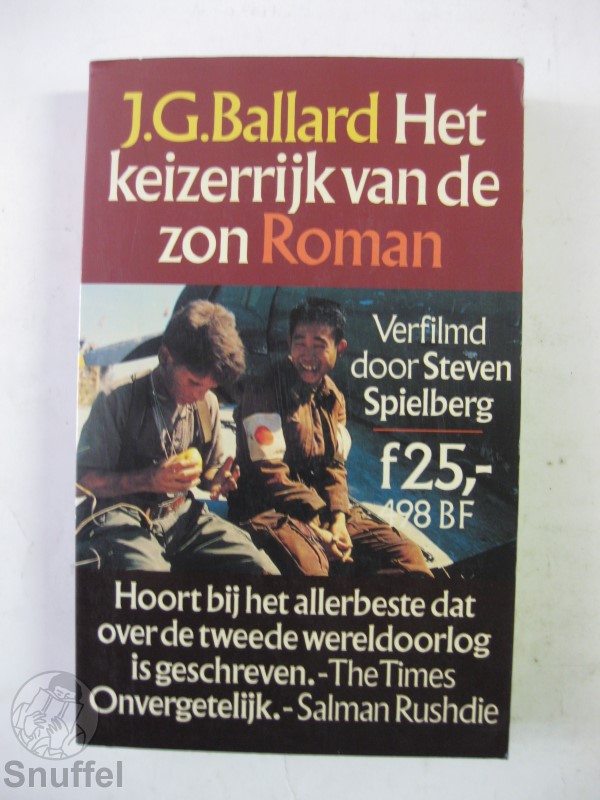 J.G.Ballard Het
keizerrijk van de
zon Roman
Verfilmd
door Steven
Spielberg
f25,-
498 BF
Hoort bij het allerbeste dat
over de tweede wereldoorlog
is geschreven.-The Times
Onvergetelijk.-Salman Rushdie
Snuffel